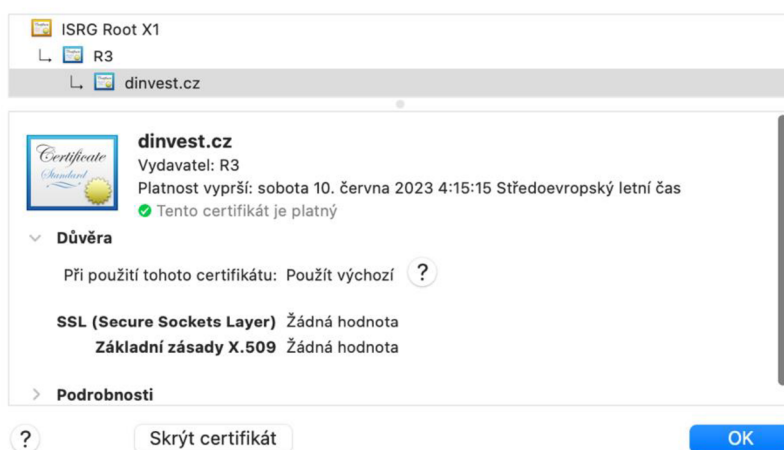 ISRG Root X1
R3
dinvest.cz
Certificate
Standard
dinvest.cz
Vydavatel: R3
Platnost vyprší: sobota 10. června 2023 4:15:15 Středoevropský letní čas
Tento certifikát je platný
Důvěra
Při použití tohoto certifikátu: Použít výchozí ?
SSL (Secure Sockets Layer) Žádná hodnota
Základní zásady X.509 Žádná hodnota
Podrobnosti
? Skrýt certifikát OK